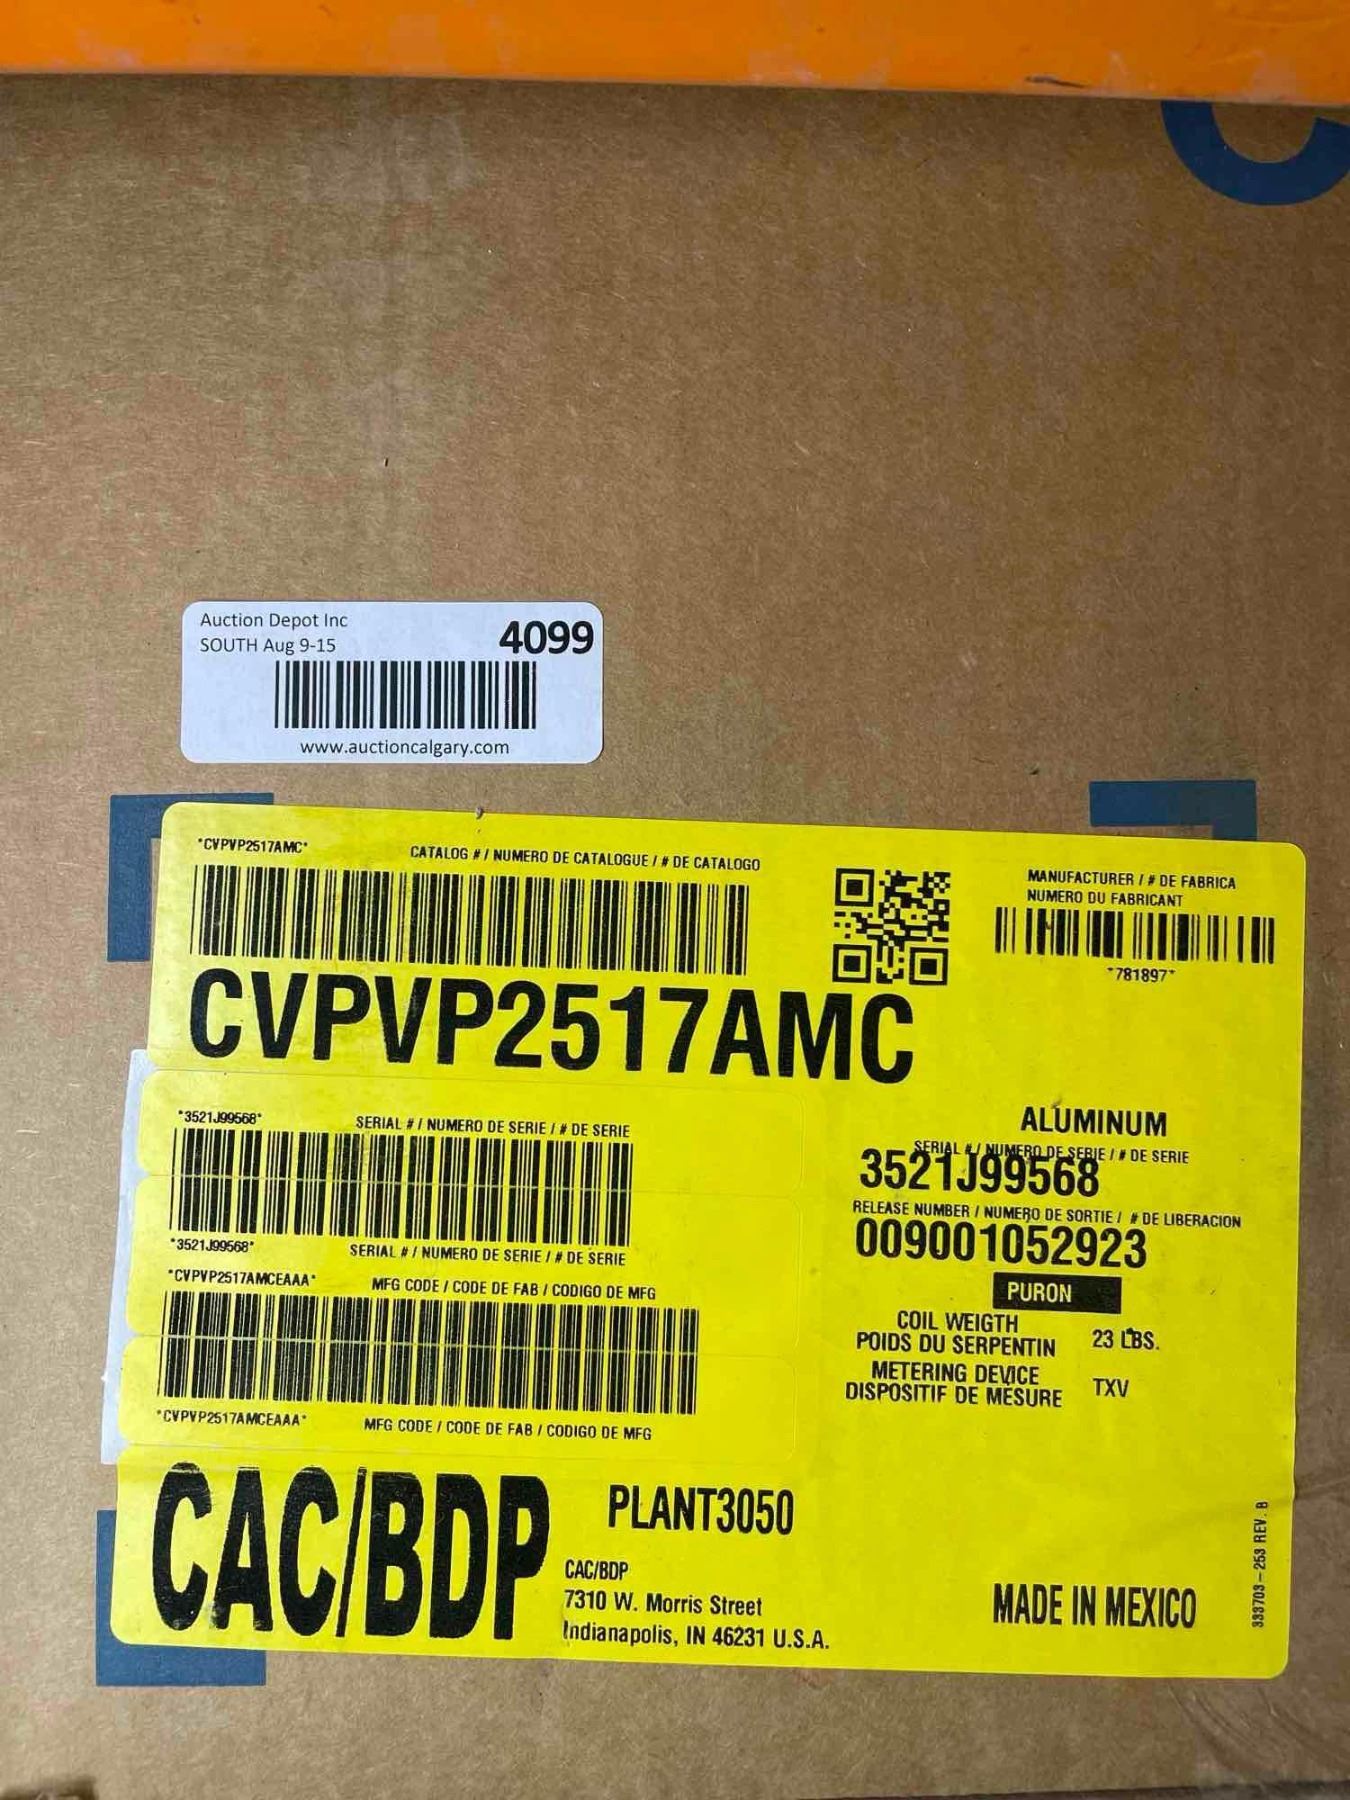 Auction Depot Inc
SOUTH Aug 9-15
4099
www.auctioncalgary.com
*CVPVP2517AMC*
CATALOG # / NUMERO DE CATALOGUE / # DE CATALOGO
CVPVP2517AMC
MANUFACTURER / # DE FABRICA
NUMERO DU FABRICANT
*781897*
*3521J99568*
SERIAL # / NUMERO DE SERIE / # DE SERIE
*3521J99568*
SERIAL # / NUMERO DE SERIE / # DE SERIE
*CVPVP2517AMCEAAA*
MFG CODE / CODE DE FAB / CODIGO DE MFG
*CVPVP2517AMCEAAA*
MFG CODE / CODE DE FAB / CODIGO DE MFG
ALUMINUM
SERIAL # / NUMERO DE SERIE / # DE SERIE
3521J99568
RELEASE NUMBER / NUMERO DE SORTIE / # DE LIBERACION
009001052923
PURON
COIL WEIGTH
POIDS DU SERPENTIN
23 LBS.
METERING DEVICE
DISPOSITIF DE MESURE
TXV
CAC/BDP
PLANT3050
CAC/BDP
7310 W. Morris Street
Indianapolis, IN 46231 U.S.A.
MADE IN MEXICO
333703-253 REV. B